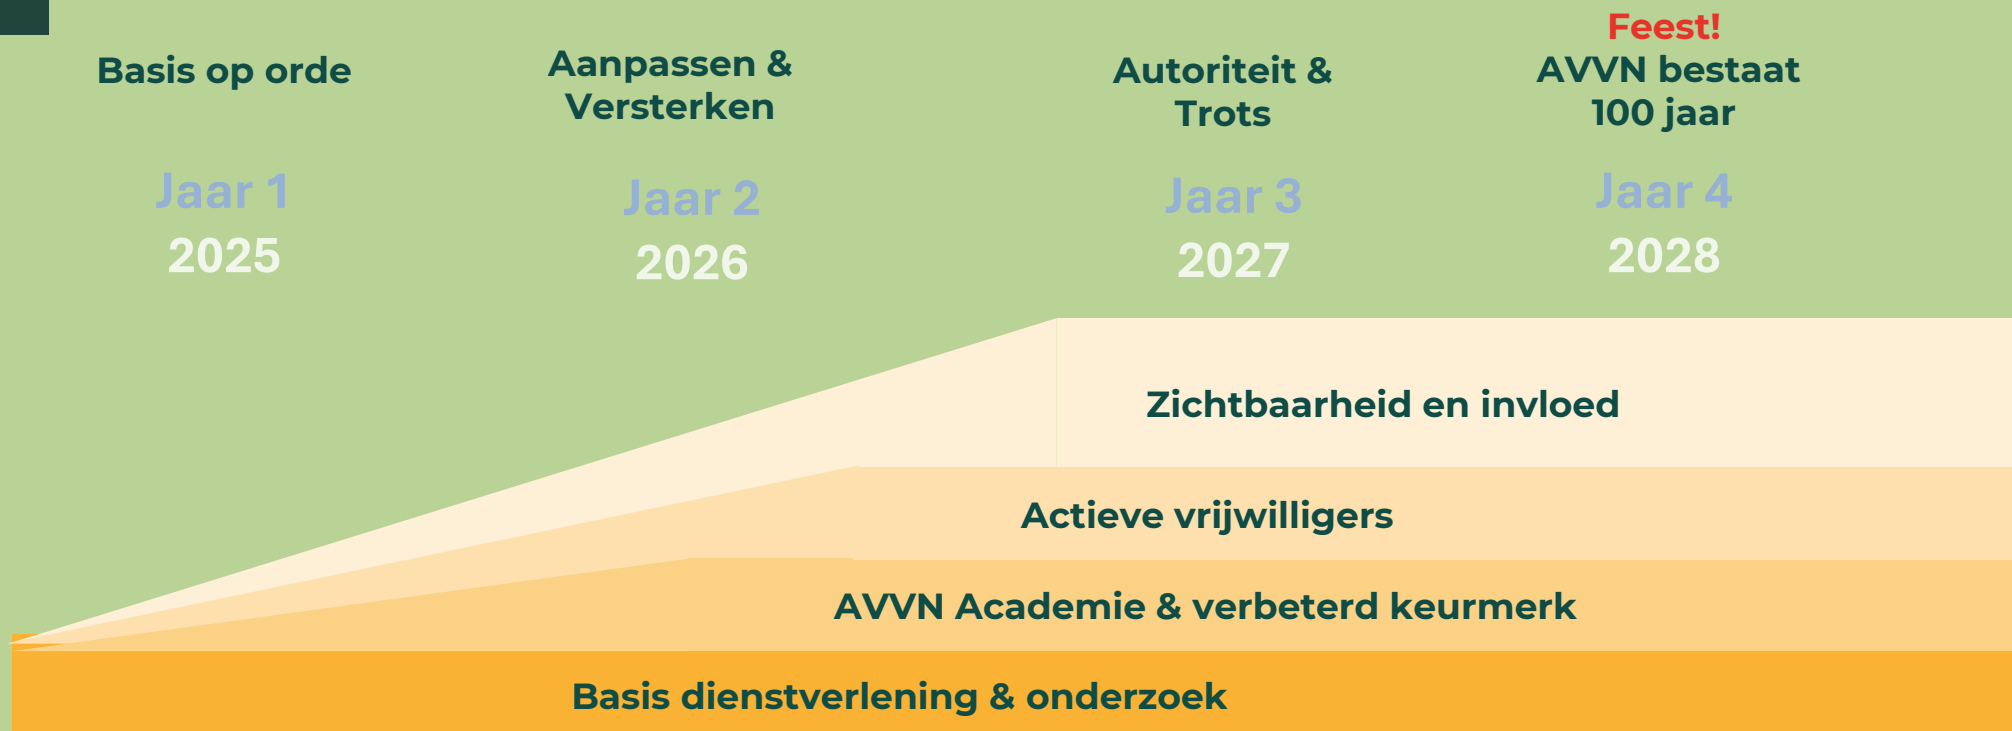 Basis op orde
Jaar 1
2025
Aanpassen &
Versterken
Jaar 2
2026
Autoriteit &
Trots
Jaar 3
2027
Feest!
AVVN bestaat
100 jaar
Jaar 4
2028
Zichtbaarheid en invloed
Actieve vrijwilligers
AVVN Academie & verbeterd keurmerk
Basis dienstverlening & onderzoek